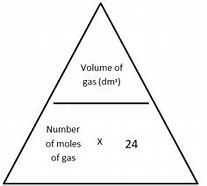 Volume of
gas (dm³)
Number
of moles
of gas
X
24